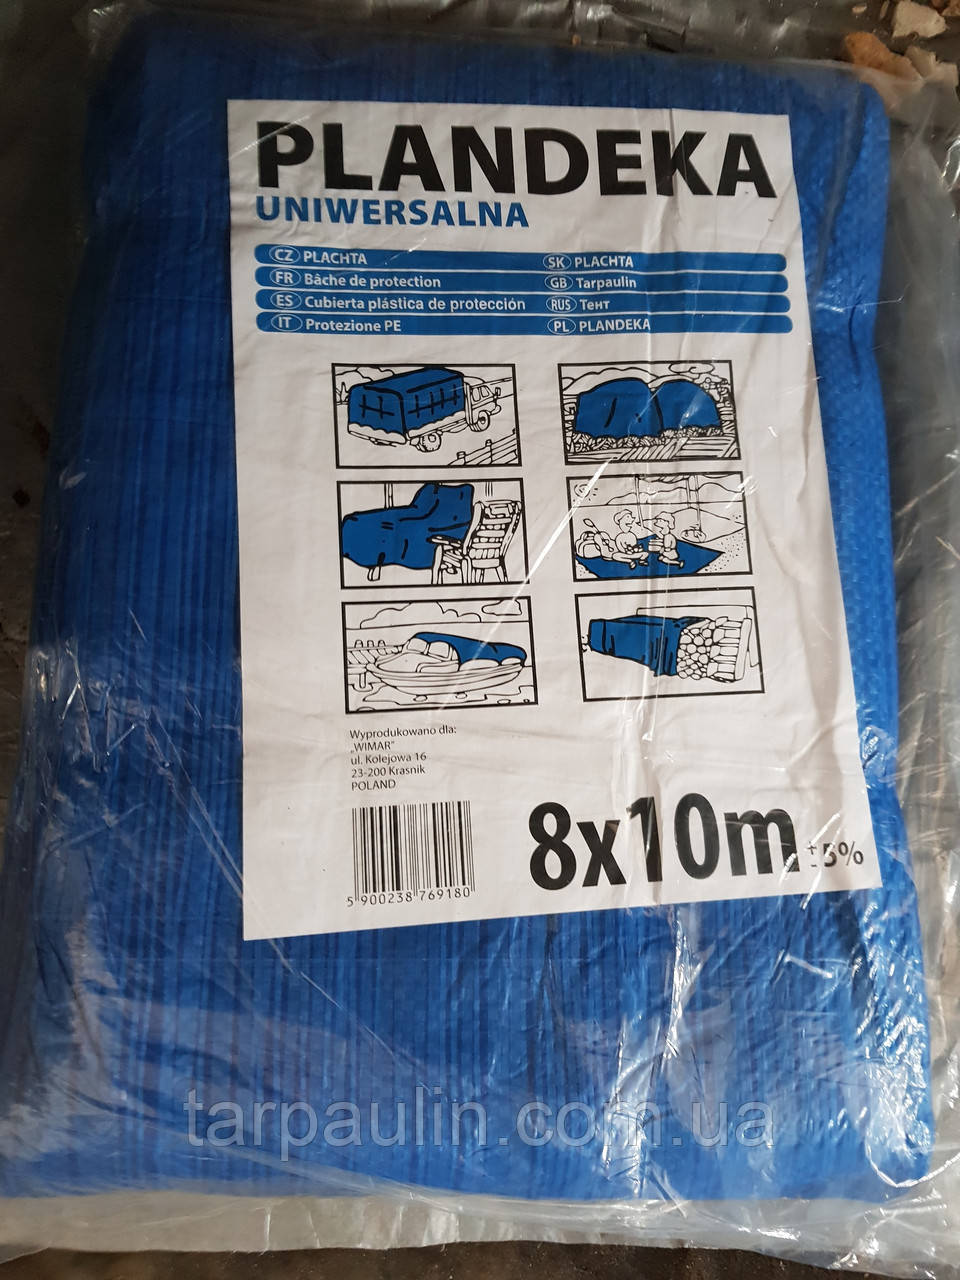 PLANDEKA
UNIWERSALNA
CZ PLACHTA
SK PLACHTA
FR Bâche de protection
GB Tarpaulin
ES Cubierta plástica de protección
RUS Тент
IT Protezione PE
PL PLANDEKA
Wyprodukowano dla:
„WIMAR"
ul. Kolejowa 16
23-200 Krasnik
POLAND
8x10m ± 5%
5 900238 769180
tarpaulin.com.ua